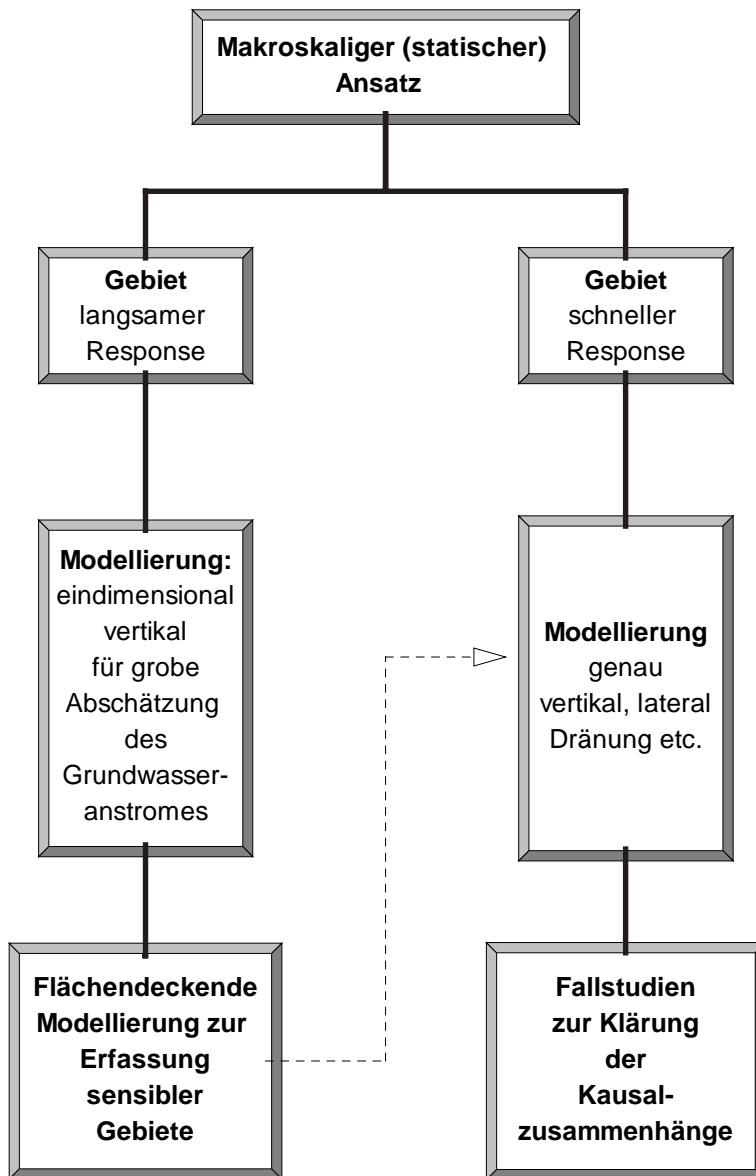 Makroskaliger (statischer)
Ansatz
Gebiet
langsamer
Response
Gebiet
schneller
Response
Modellierung:
eindimensional
vertikal
für grobe
Abschätzung
des
Grundwasser-
anstromes
Modellierung
genau
vertikal, lateral
Dränung etc.
Flächendeckende
Modellierung zur
Erfassung
sensibler
Gebiete
Fallstudien
zur Klärung
der
Kausal-
zusammenhänge